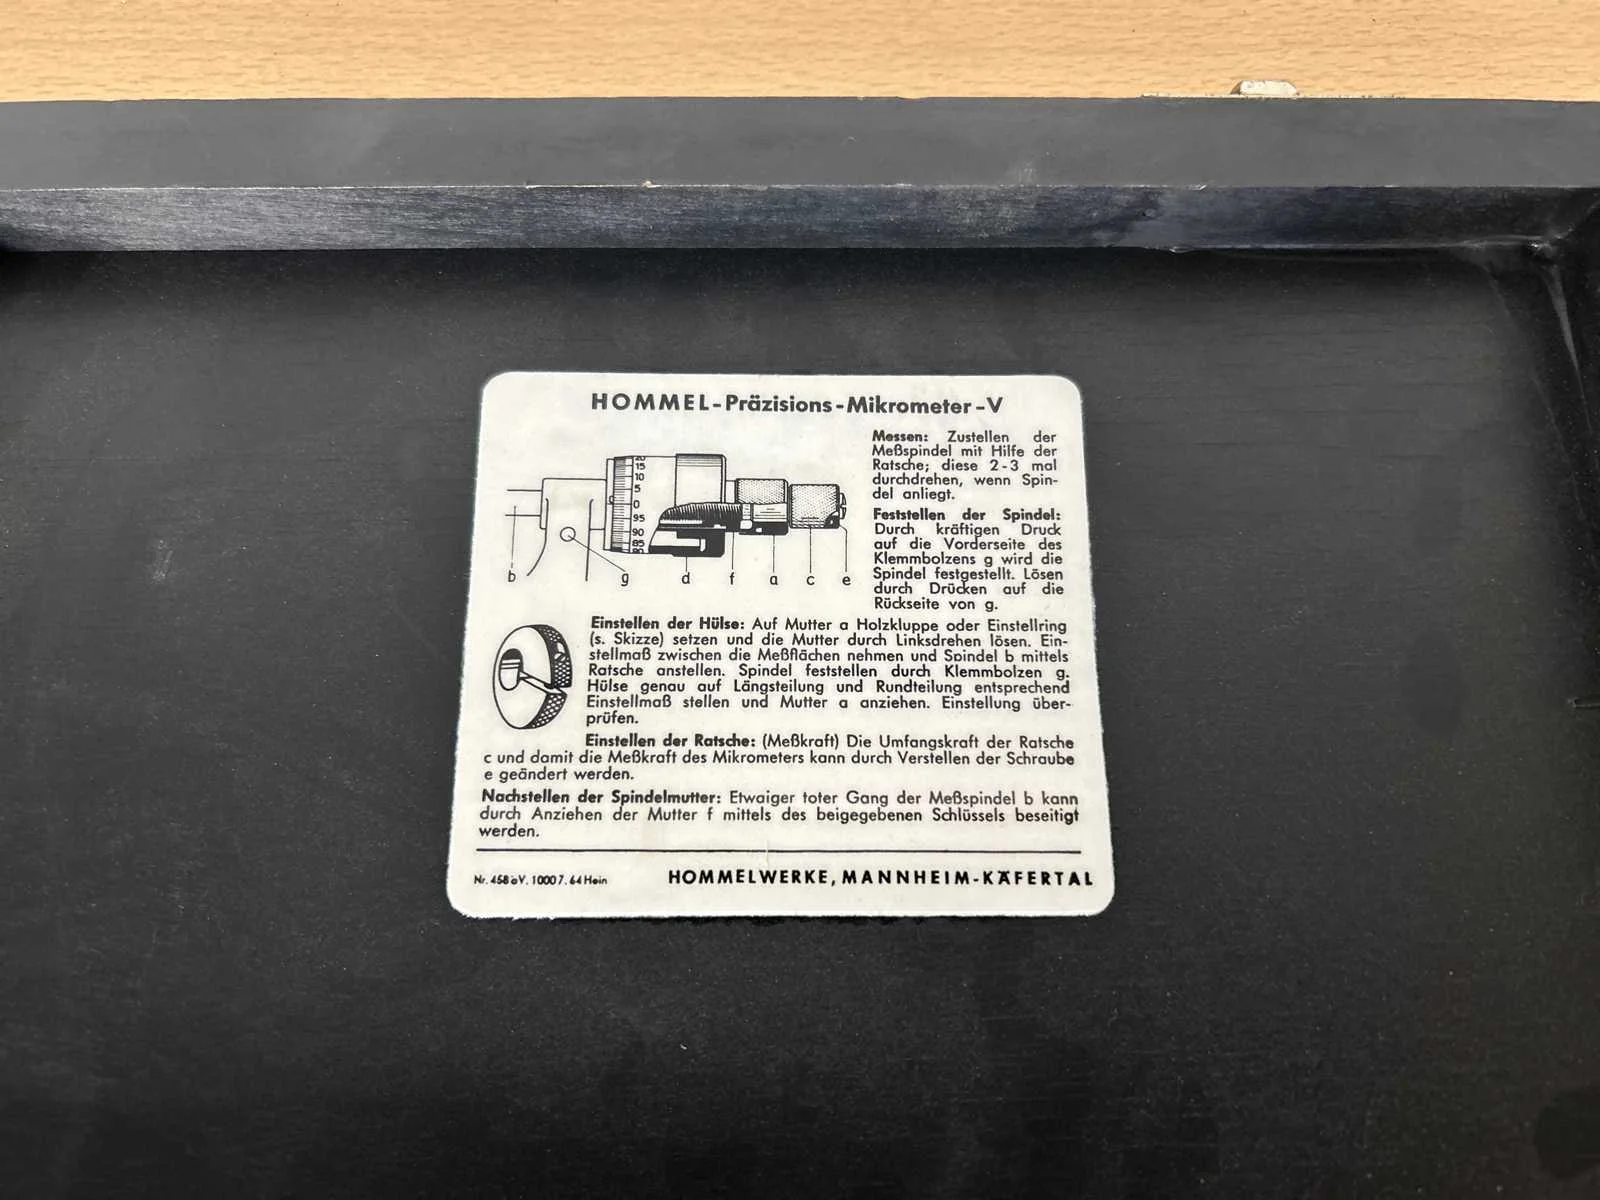 HOMMEL-Präzisions-Mikrometer-V
Messen: Zustellen der
Meßspindel mit Hilfe der
Ratsche; diese 2-3 mal
durchdrehen, wenn Spin-
del anliegt.
Feststellen der Spindel:
Durch kräftigen Druck
auf die Vorderseite des
Klemmbolzens g wird die
Spindel festgestellt. Lösen
durch Drücken auf die
Rückseite von g.
20
15
10
5
0
95
90
85
80
b g d f a c e
Einstellen der Hülse: Auf Mutter a Holzkluppe oder Einstellring
(s. Skizze) setzen und die Mutter durch Linksdrehen lösen. Ein-
stellmaß zwischen die Meßflächen nehmen und Spindel b mittels
Ratsche anstellen. Spindel feststellen durch Klemmbolzen g.
Hülse genau auf Längsteilung und Rundteilung entsprechend
Einstellmaß stellen und Mutter a anziehen. Einstellung über-
prüfen.
Einstellen der Ratsche: (Meßkraft) Die Umfangskraft der Ratsche
c und damit die Meßkraft des Mikrometers kann durch Verstellen der Schraube
e geändert werden.
Nachstellen der Spindelmutter: Etwaiger toter Gang der Meßspindel b kann
durch Anziehen der Mutter f mittels des beigegebenen Schlüssels beseitigt
werden.
Nr. 458 aV. 1000 7. 64 Hein
HOMMELWERKE, MANNHEIM-KÄFERTAL